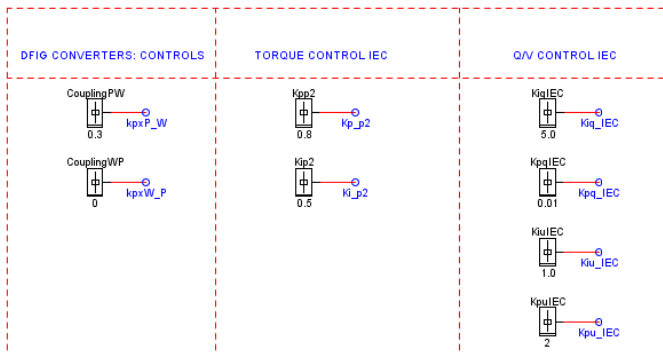 DFIG CONVERTERS: CONTROLS
TORQUE CONTROL IEC
Q/V CONTROL IEC
CouplingPW
kpxP_W
0.3
CouplingWP
kpxW_P
0
Kpp2
Kp_p2
0.8
Kip2
Ki_p2
0.5
KiqIEC
Kiq_IEC
5.0
KpqIEC
Kpq_IEC
0.01
KiuIEC
Kiu_IEC
1.0
KpuIEC
Kpu_IEC
2